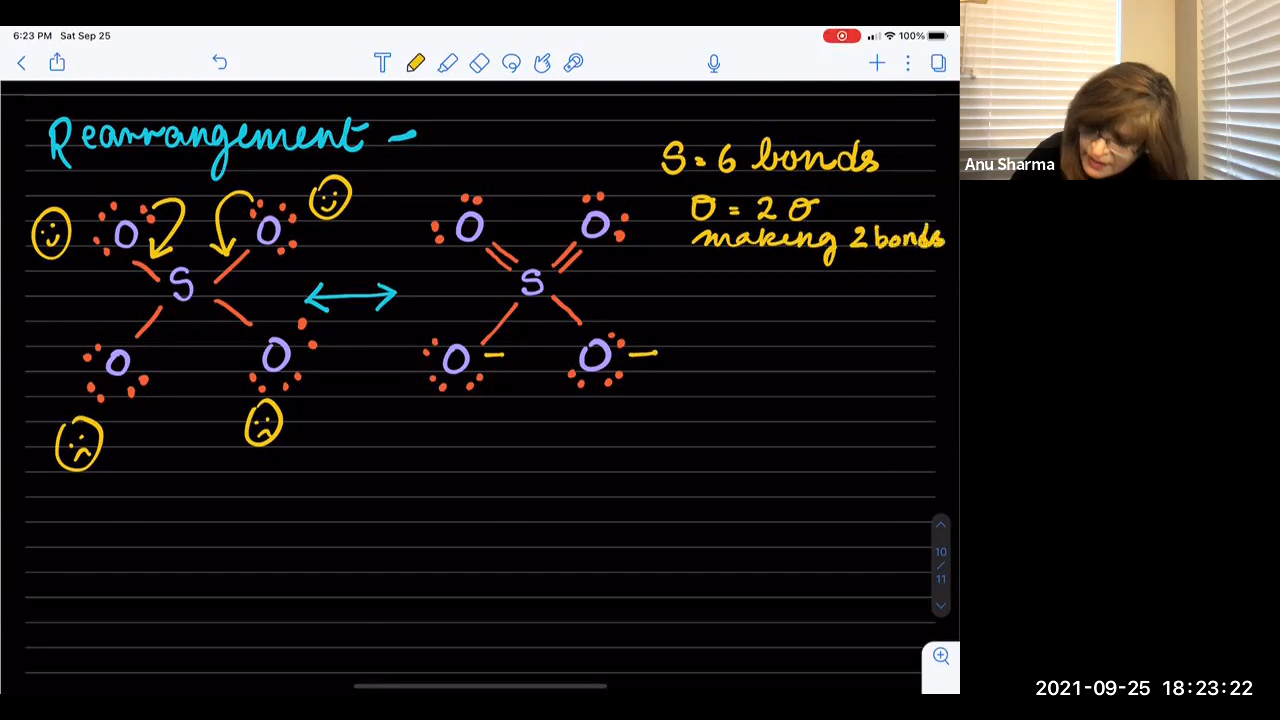 6:23 PM Sat Sep 25
100%
Rearrangement -
S = 6 bonds
O = 2 O
making 2 bonds
O O
S
O O
O O
S
O - O -
10
/
11
Anu Sharma
2021-09-25 18:23:22